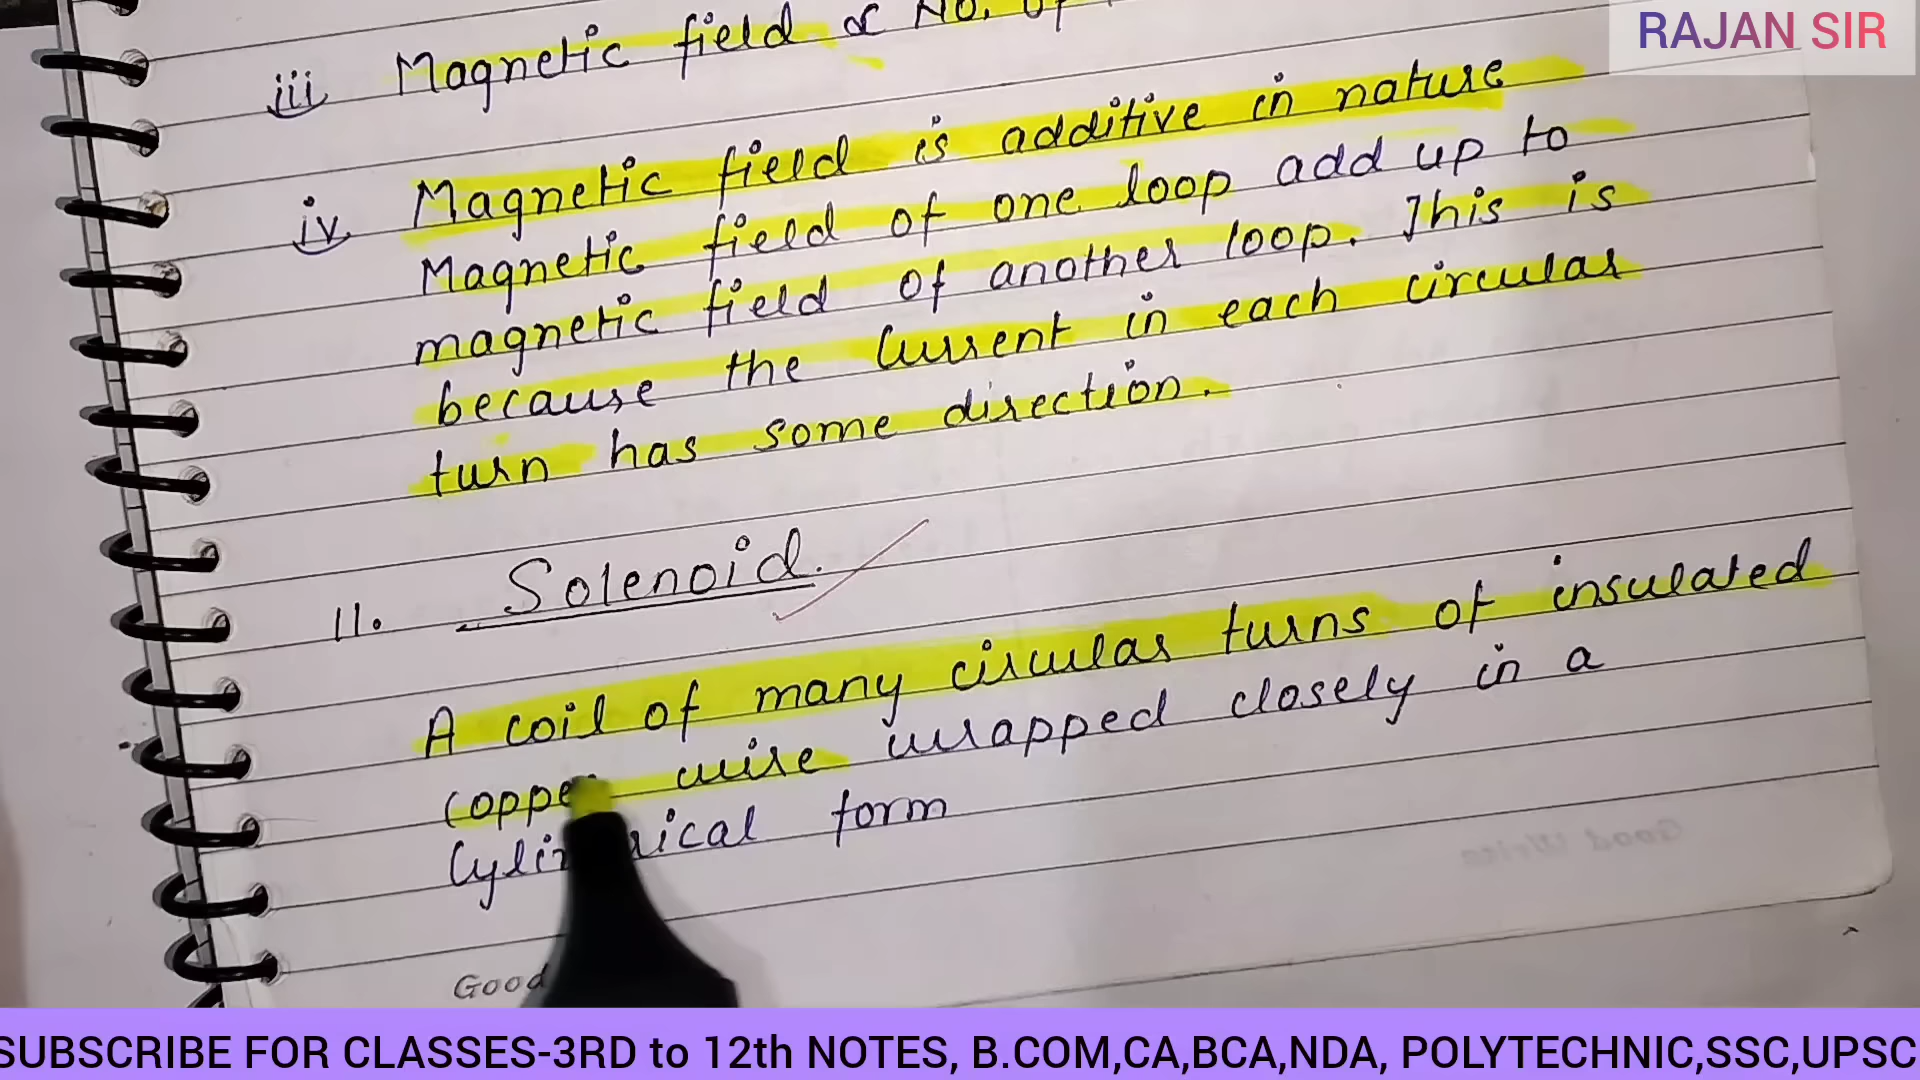 RAJAN SIR
iii Magnetic field ∝ No. of
iv. Magnetic field is additive in nature
Magnetic field of one loop add up to
magnetic field of another loop. This is
because the current in each circular
turn has some direction.
11. Solenoid.
A coil of many circular turns of insulated
copper wire wrapped closely in a
Cylindrical form
Good
SUBSCRIBE FOR CLASSES-3RD to 12th NOTES, B.COM,CA,BCA,NDA, POLYTECHNIC,SSC,UPSC